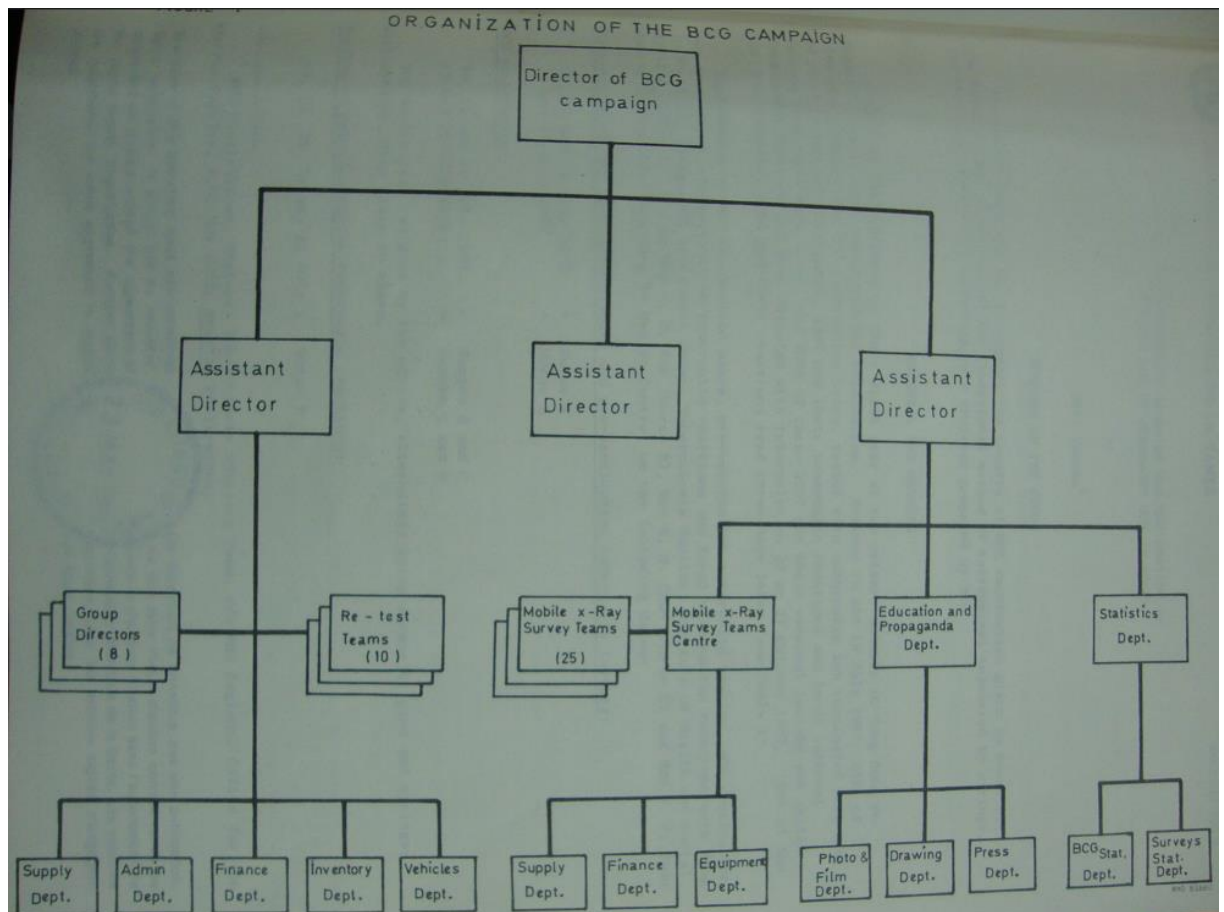 ORGANIZATION OF THE BCG CAMPAIGN
Director of BCG
campaign
Assistant
Director
Assistant
Director
Assistant
Director
Group
Directors
(8)
Re-test
Teams
(10)
Mobile x-Ray
Survey Teams
(25)
Mobile x-Ray
Survey Teams
Centre
Education and
Propaganda
Dept.
Statistics
Dept.
Supply
Dept.
Admin
Dept.
Finance
Dept.
Inventory
Dept.
Vehicles
Dept.
Supply
Dept.
Finance
Dept.
Equipment
Dept.
Photo &
Film
Dept.
Drawing
Dept.
Press
Dept.
BCG Stat.
Dept.
Surveys
Stat.
Dept.